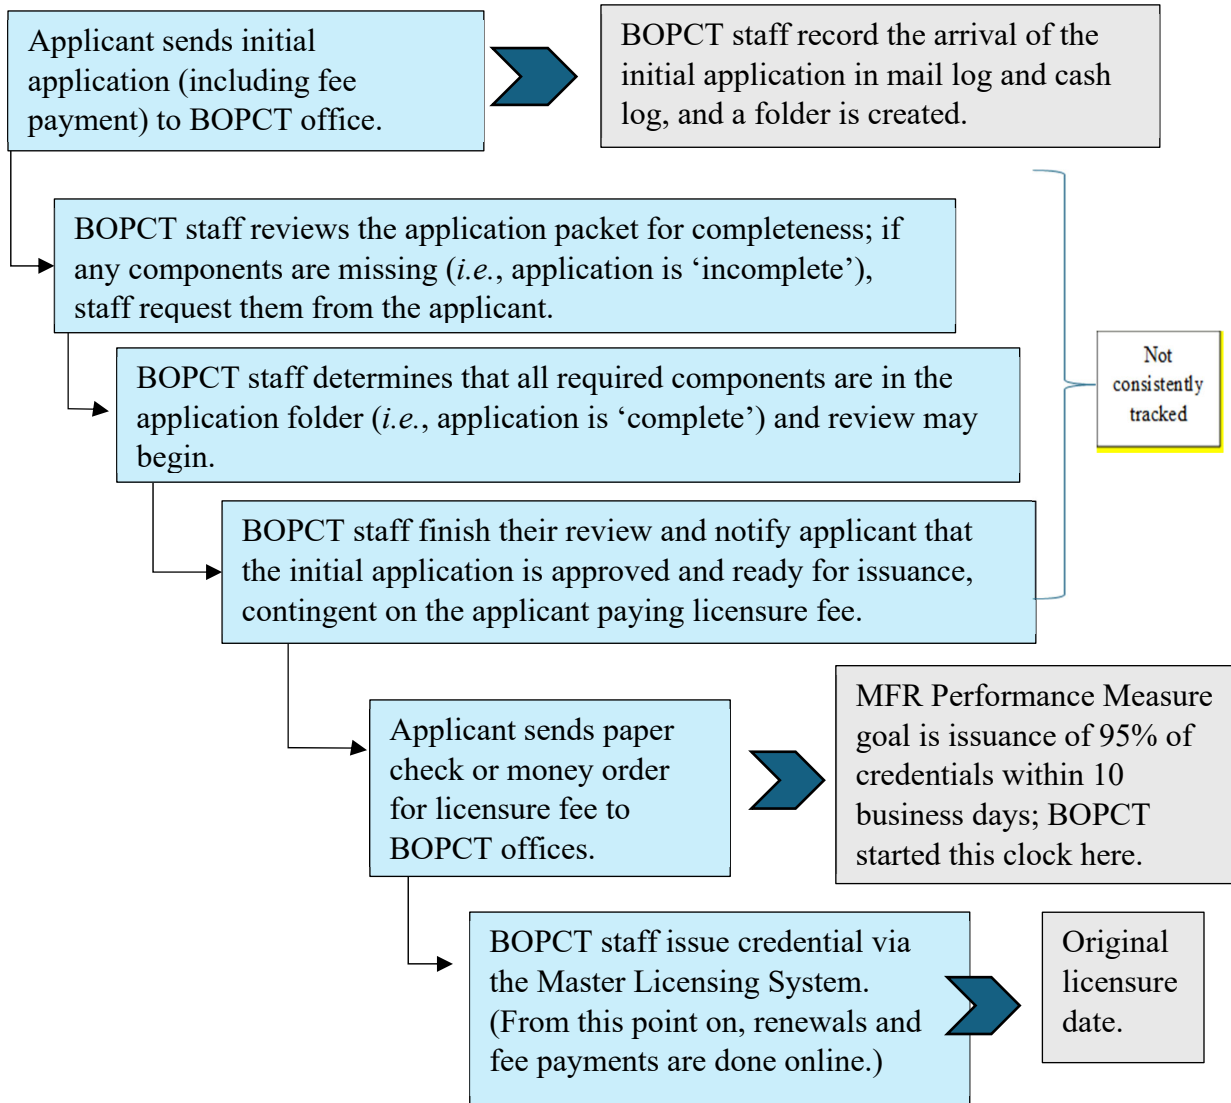 Applicant sends initial
application (including fee
payment) to BOPCT office.
BOPCT staff record the arrival of the
initial application in mail log and cash
log, and a folder is created.
BOPCT staff reviews the application packet for completeness; if
any components are missing (i.e., application is ‘incomplete’),
staff request them from the applicant.
BOPCT staff determines that all required components are in the
application folder (i.e., application is ‘complete’) and review may
begin.
Not
consistently
tracked
BOPCT staff finish their review and notify applicant that
the initial application is approved and ready for issuance,
contingent on the applicant paying licensure fee.
Applicant sends paper
check or money order
for licensure fee to
BOPCT offices.
MFR Performance Measure
goal is issuance of 95% of
credentials within 10
business days; BOPCT
started this clock here.
BOPCT staff issue credential via
the Master Licensing System.
(From this point on, renewals and
fee payments are done online.)
Original
licensure
date.